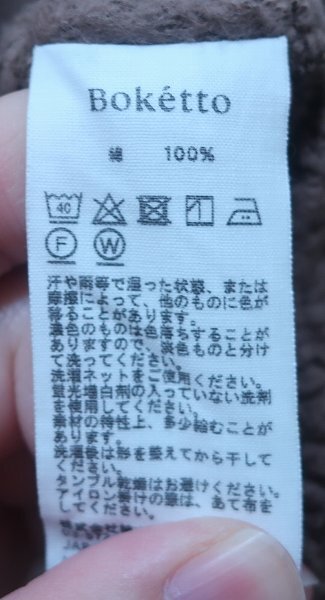 Bokétto
綿 100%
40
F W
汗や雨等で湿った状態、または
摩擦によって、他のものに色が
移ることがあります。
濃色のものは色落ちすることが
ありますので、淡色ものと分け
て洗ってください。
洗濯ネットをご使用ください。
蛍光増白剤の入っていない洗剤
を使用してください。
素材の特性上、多少縮むことが
あります。
洗濯後は形を整えてから干して
ください。
タンブル乾燥はお避けください。
アイロン掛けの際は、あて布を
してください。
株式会社